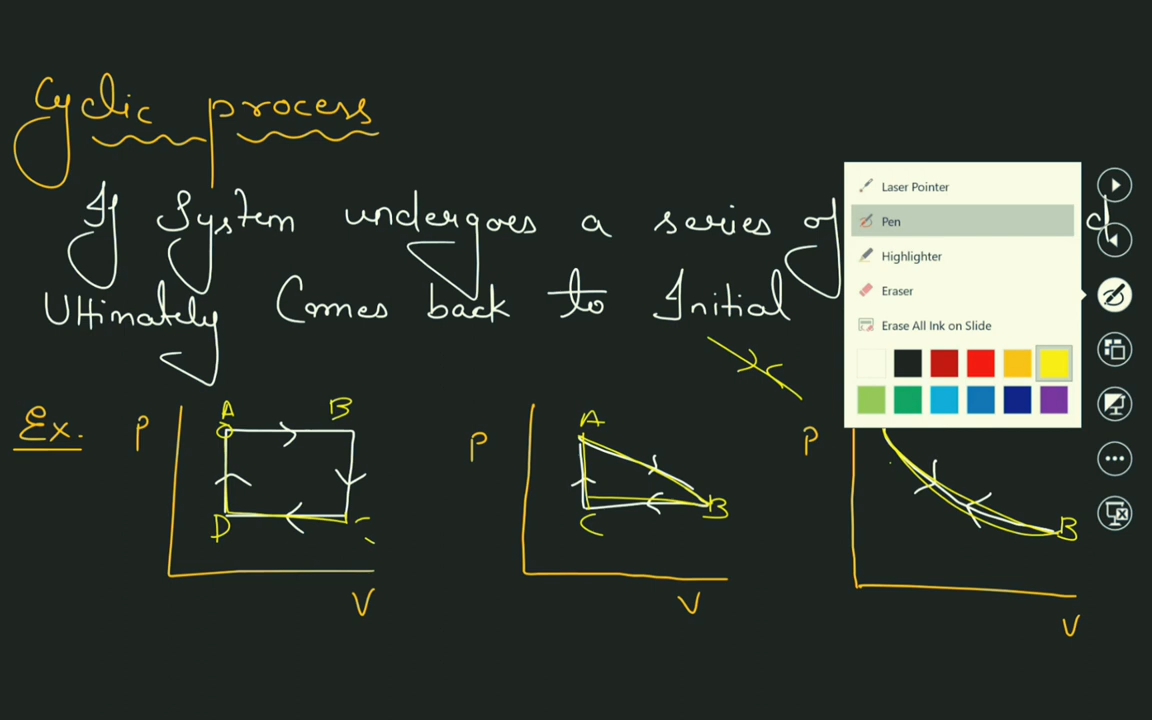 Cyclic process
If System undergoes a series of
Ultimately Comes back to Initial
Laser Pointer
Pen
Highlighter
Eraser
Erase All Ink on Slide
Ex.
P
A
B
D
C
V
P
A
B
C
V
P
B
V